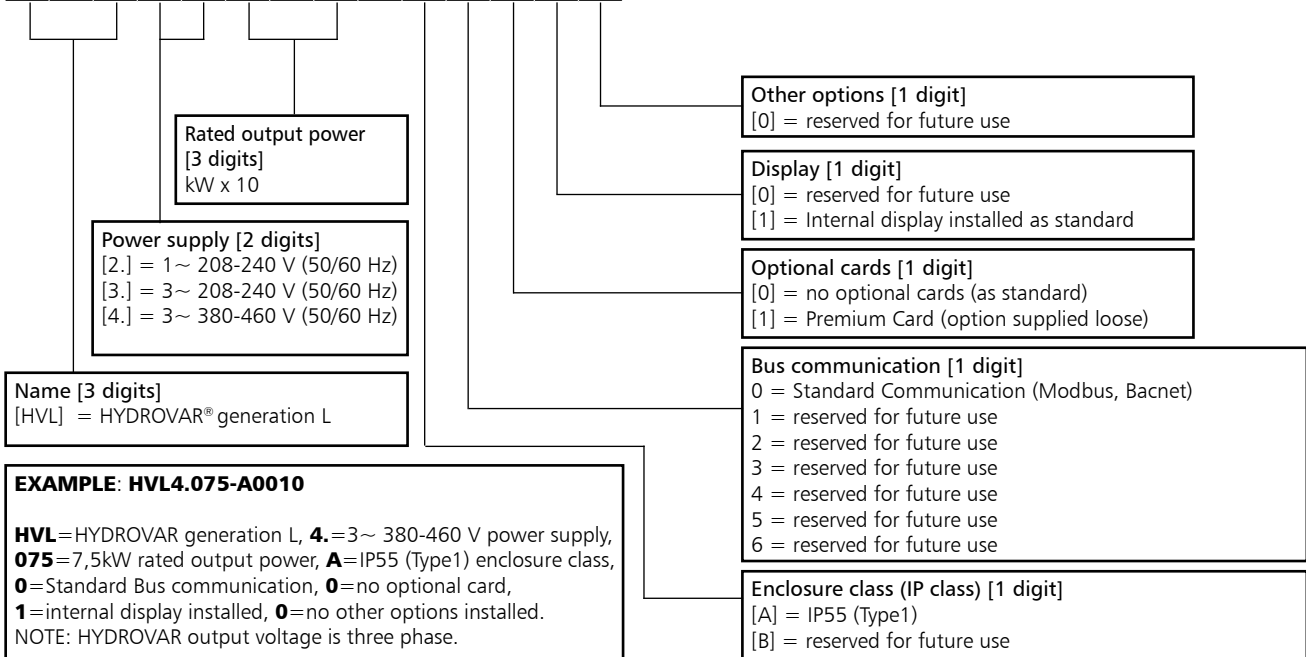 Rated output power
[3 digits]
kW x 10
Power supply [2 digits]
[2.] = 1~ 208-240 V (50/60 Hz)
[3.] = 3~ 208-240 V (50/60 Hz)
[4.] = 3~ 380-460 V (50/60 Hz)
Name [3 digits]
[HVL] = HYDROVAR® generation L
EXAMPLE: HVL4.075-A0010
HVL=HYDROVAR generation L, 4.=3~ 380-460 V power supply,
075=7,5kW rated output power, A=IP55 (Type1) enclosure class,
0=Standard Bus communication, 0=no optional card,
1=internal display installed, 0=no other options installed.
NOTE: HYDROVAR output voltage is three phase.
Other options [1 digit]
[0] = reserved for future use
Display [1 digit]
[0] = reserved for future use
[1] = Internal display installed as standard
Optional cards [1 digit]
[0] = no optional cards (as standard)
[1] = Premium Card (option supplied loose)
Bus communication [1 digit]
0 = Standard Communication (Modbus, Bacnet)
1 = reserved for future use
2 = reserved for future use
3 = reserved for future use
4 = reserved for future use
5 = reserved for future use
6 = reserved for future use
Enclosure class (IP class) [1 digit]
[A] = IP55 (Type1)
[B] = reserved for future use